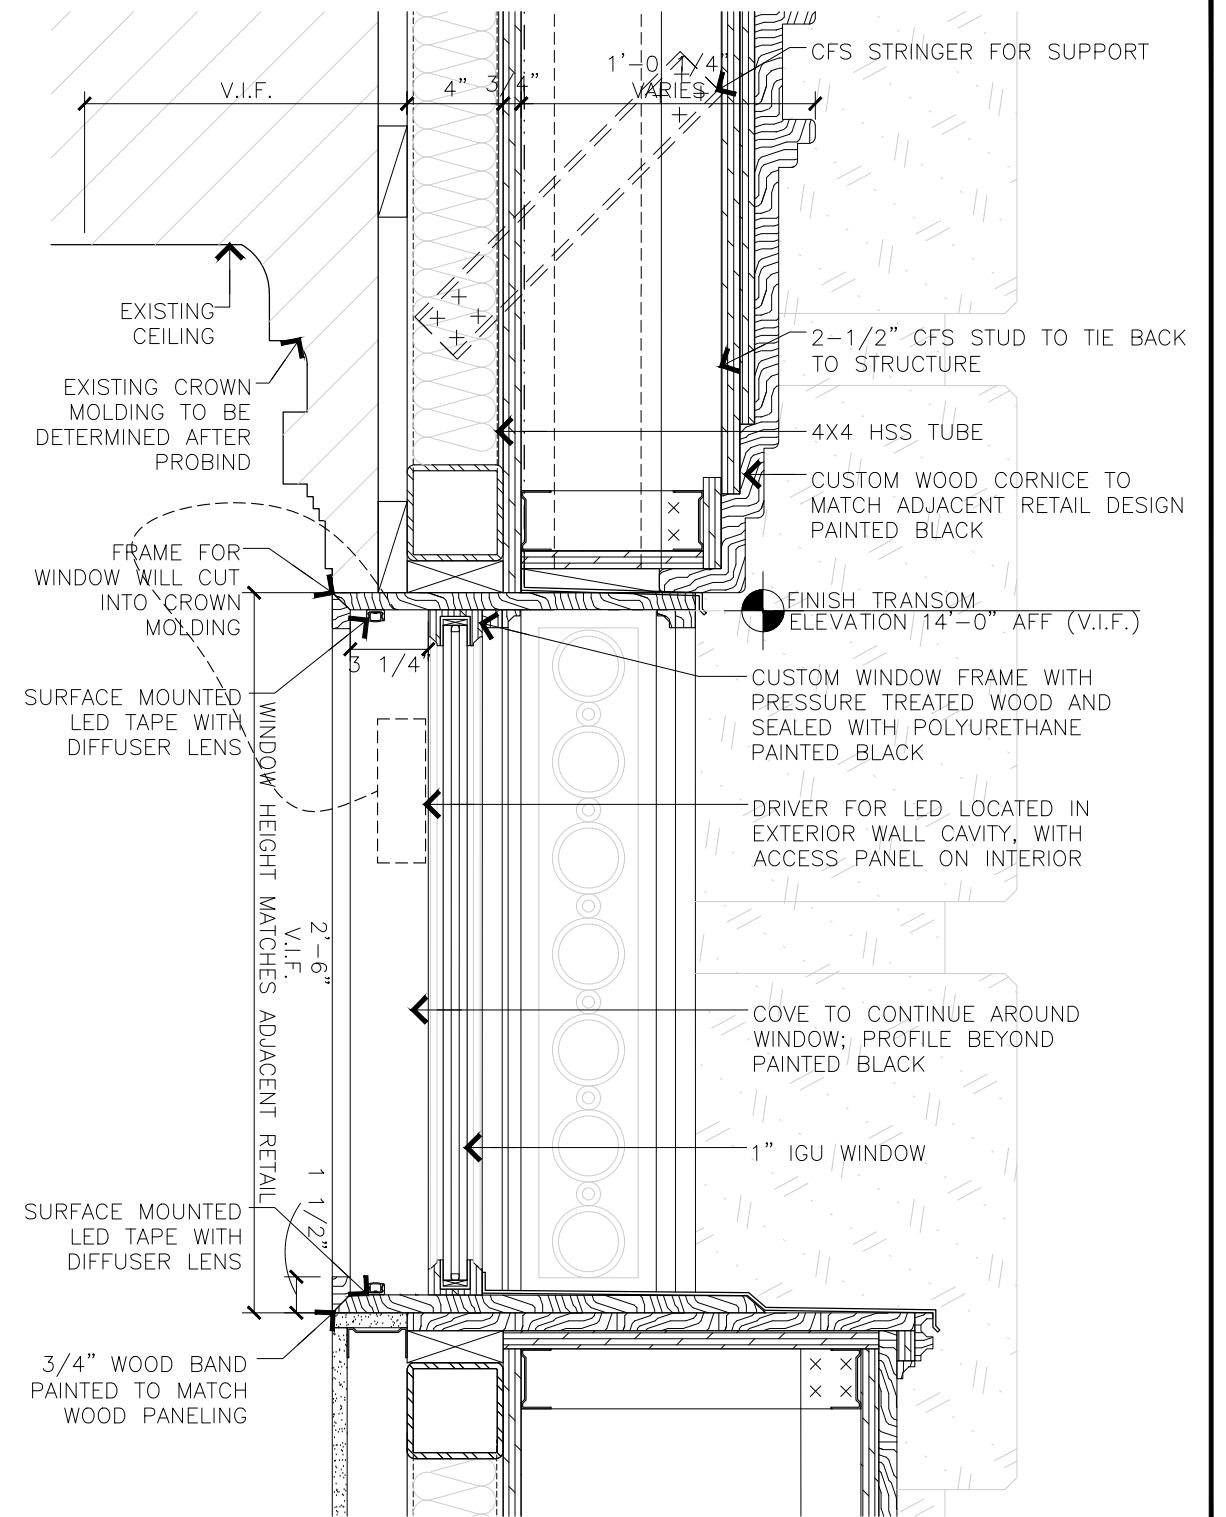 CFS STRINGER FOR SUPPORT
1'-0 1/4"
VARIES
V.I.F.
4"
3/4"
EXISTING
CEILING
2-1/2" CFS STUD TO TIE BACK
TO STRUCTURE
EXISTING CROWN
MOLDING TO BE
DETERMINED AFTER
PROBIND
4X4 HSS TUBE
CUSTOM WOOD CORNICE TO
MATCH ADJACENT RETAIL DESIGN
PAINTED BLACK
FRAME FOR
WINDOW WILL CUT
INTO CROWN
MOLDING
FINISH TRANSOM
ELEVATION 14'-0" AFF (V.I.F.)
3 1/4"
SURFACE MOUNTED
LED TAPE WITH
DIFFUSER LENS
CUSTOM WINDOW FRAME WITH
PRESSURE TREATED WOOD AND
SEALED WITH POLYURETHANE
PAINTED BLACK
WINDOW HEIGHT MATCHES ADJACENT RETAIL
2'-6"
V.I.F.
DRIVER FOR LED LOCATED IN
EXTERIOR WALL CAVITY, WITH
ACCESS PANEL ON INTERIOR
COVE TO CONTINUE AROUND
WINDOW; PROFILE BEYOND
PAINTED BLACK
1" IGU WINDOW
1 1/2"
SURFACE MOUNTED
LED TAPE WITH
DIFFUSER LENS
3/4" WOOD BAND
PAINTED TO MATCH
WOOD PANELING